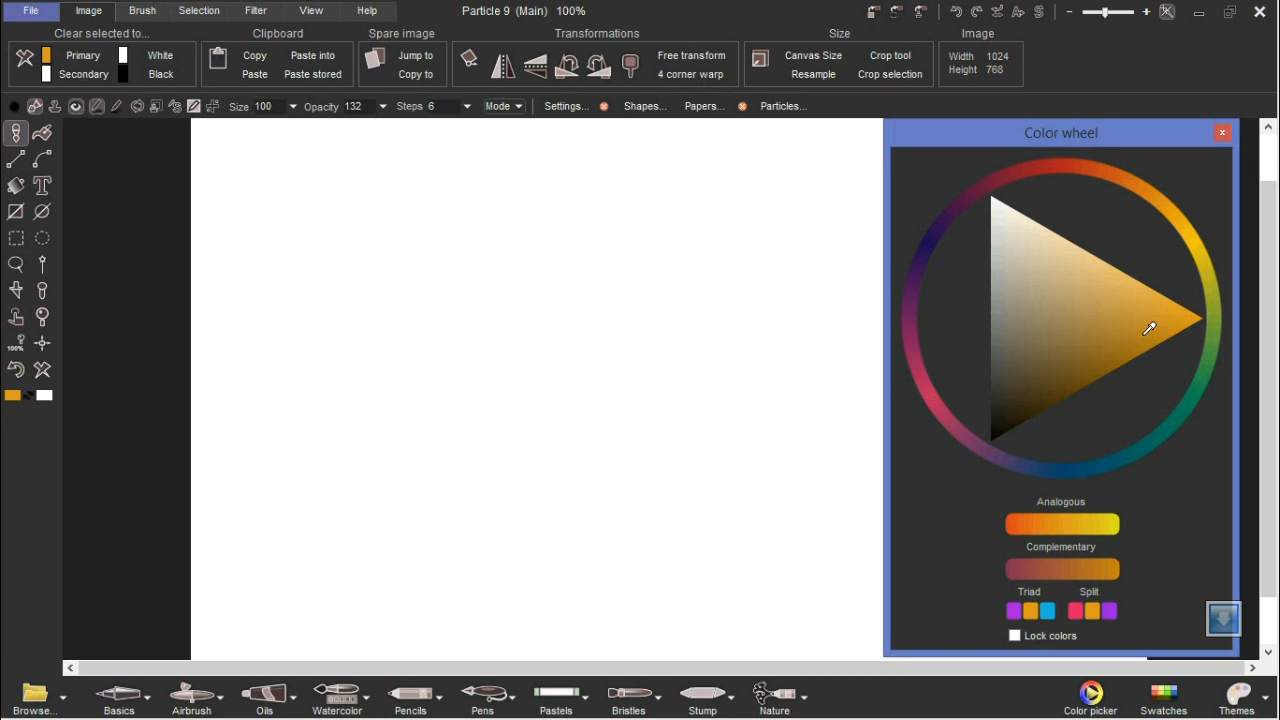 File Image Brush Selection Filter View Help Particle 9 (Main) 100%
Clear selected to... Clipboard Spare image Transformations Size Image
Primary White Copy Paste into Jump to Free transform Canvas Size Crop tool Width 1024
Secondary Black Paste Paste stored Copy to 4 corner warp Resample Crop selection Height 768
Size 100 Opacity 132 Steps 6 Mode Settings... Shapes... Papers... Particles...
Color wheel
100%
Analogous
Complementary
Triad Split
Lock colors
Browse... Basics Airbrush Oils Watercolor Pencils Pens Pastels Bristles Stump Nature Color picker Swatches Themes